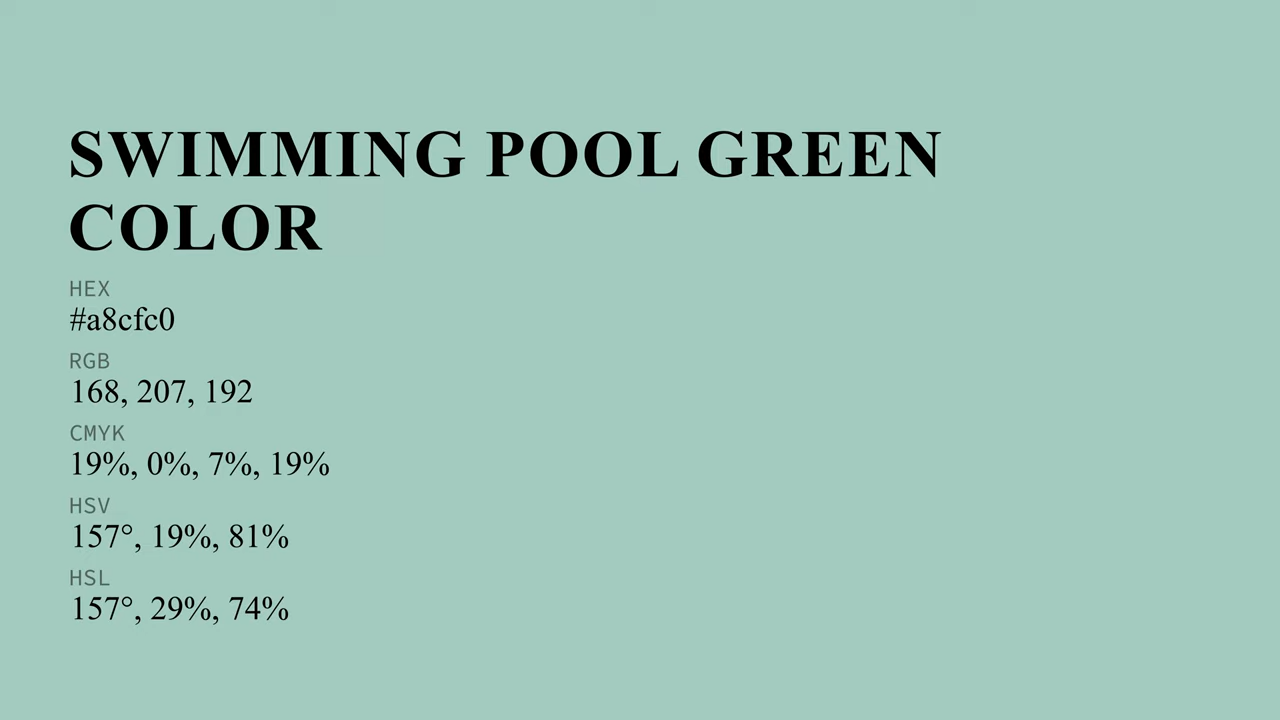 SWIMMING POOL GREEN
COLOR
HEX
#a8cfc0
RGB
168, 207, 192
CMYK
19%, 0%, 7%, 19%
HSV
157°, 19%, 81%
HSL
157°, 29%, 74%